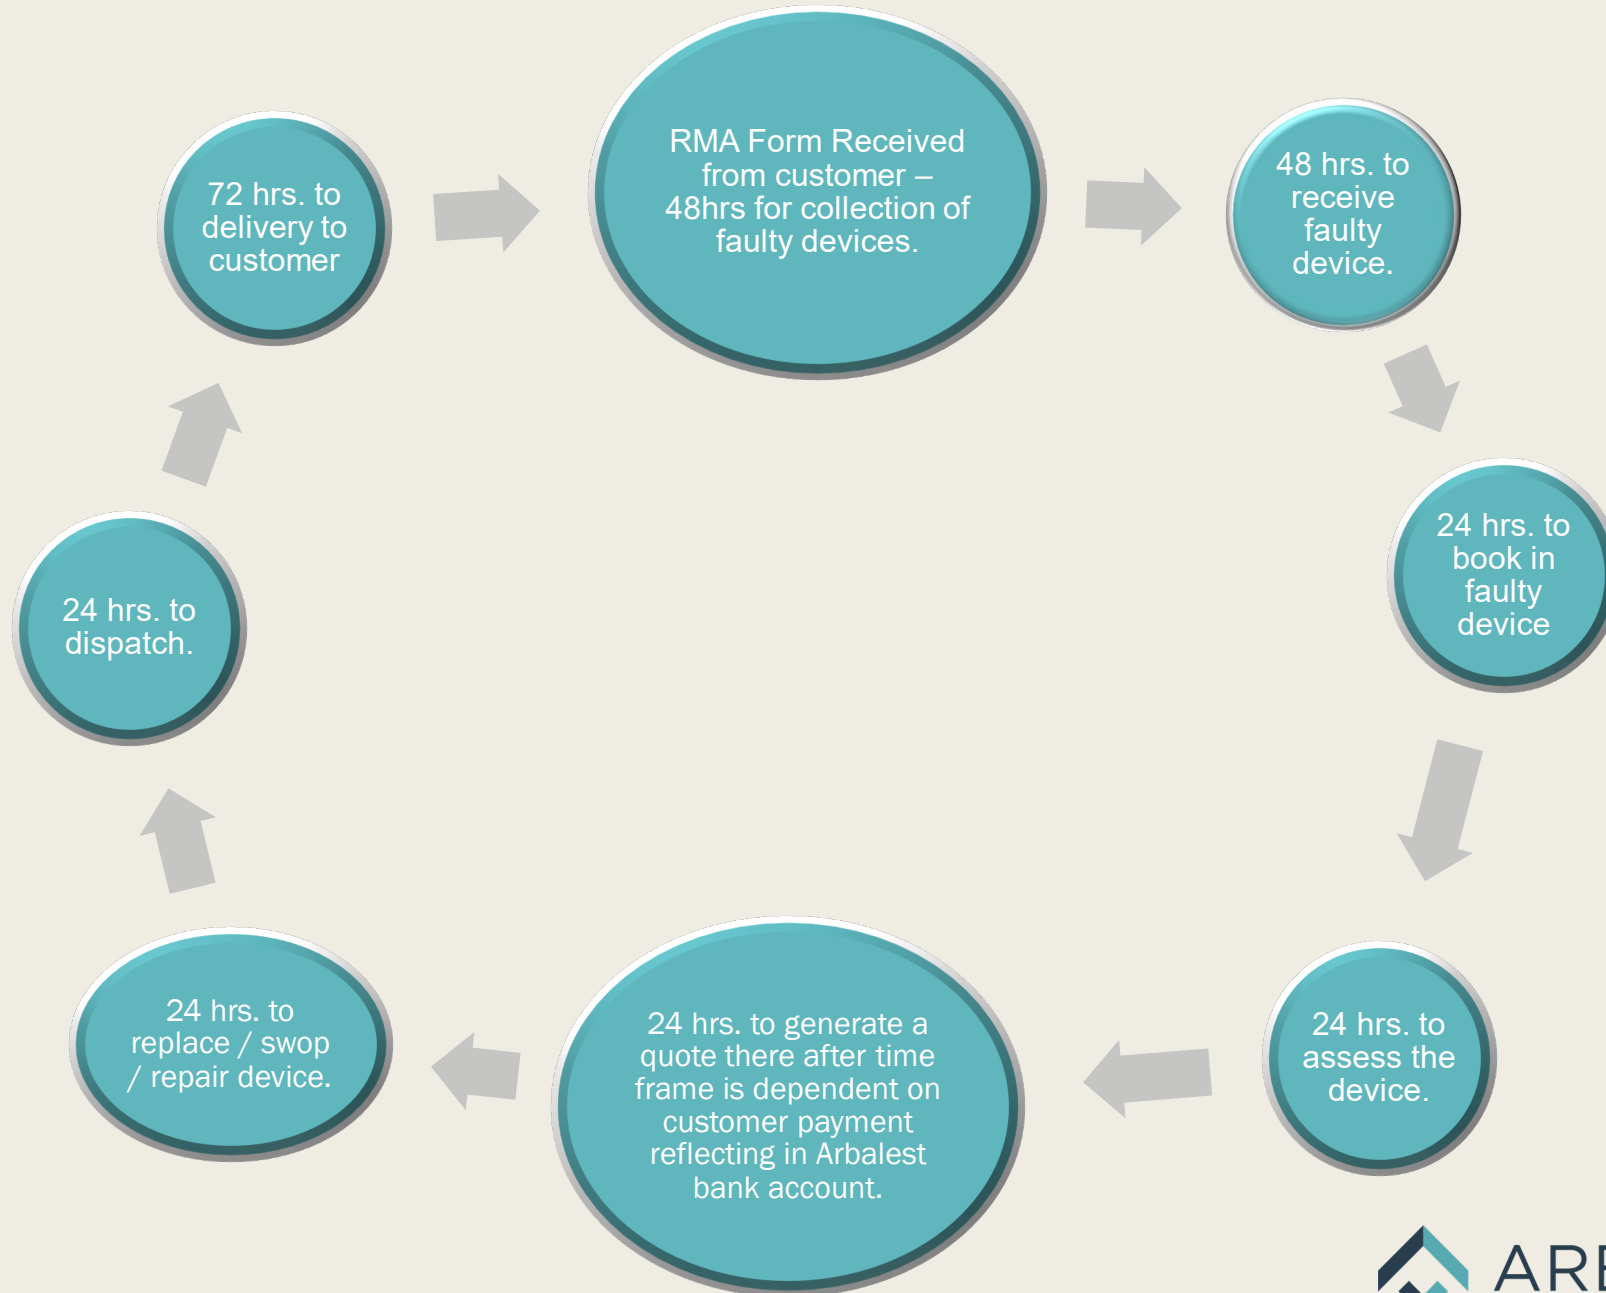 RMA Form Received
from customer –
48hrs for collection of
faulty devices.
48 hrs. to
receive
faulty
device.
24 hrs. to
book in
faulty
device
24 hrs. to
assess the
device.
24 hrs. to generate a
quote there after time
frame is dependent on
customer payment
reflecting in Arbalest
bank account.
24 hrs. to
replace / swop
/ repair device.
24 hrs. to
dispatch.
72 hrs. to
delivery to
customer